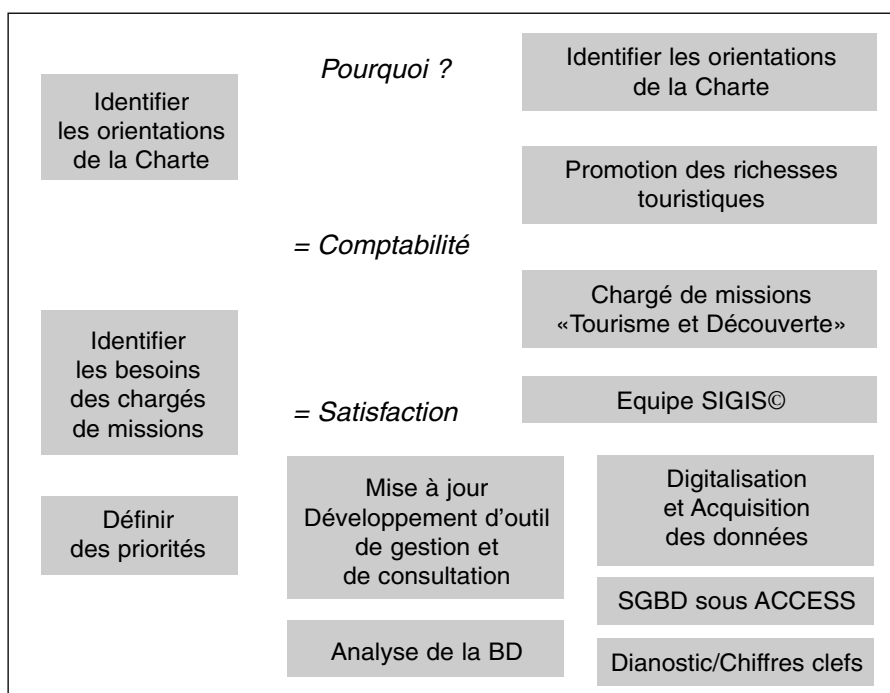 Identifier
les orientations
de la Charte
Pourquoi ?
Identifier les orientations
de la Charte
Promotion des richesses
touristiques
= Comptabilité
Chargé de missions
«Tourisme et Découverte»
Identifier
les besoins
des chargés
de missions
= Satisfaction
Equipe SIGIS©
Définir
des priorités
Mise à jour
Développement d’outil
de gestion et
de consultation
Digitalisation
et Acquisition
des données
SGBD sous ACCESS
Analyse de la BD
Dianostic/Chiffres clefs